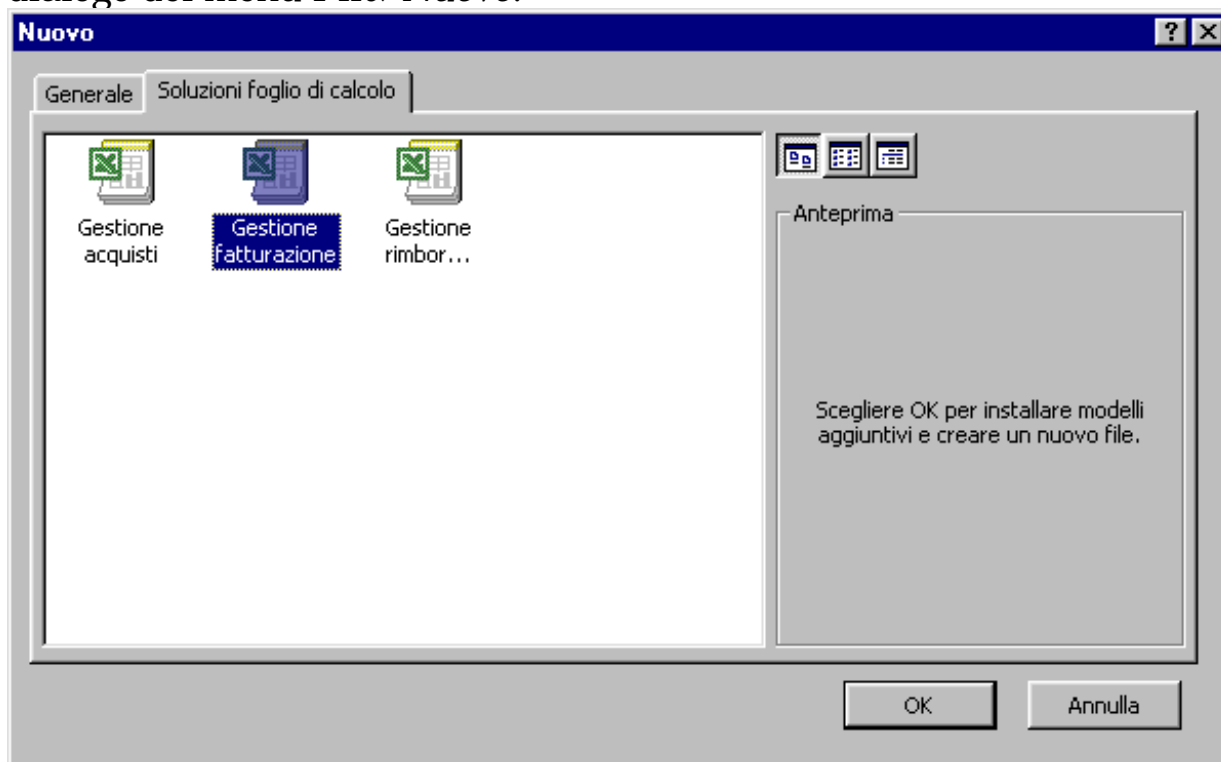 Nuovo
Generale
Soluzioni foglio di calcolo
Gestione
acquisti
Gestione
fatturazione
Gestione
rimbor...
Anteprima
Scegliere OK per installare modelli
aggiuntivi e creare un nuovo file.
OK
Annulla